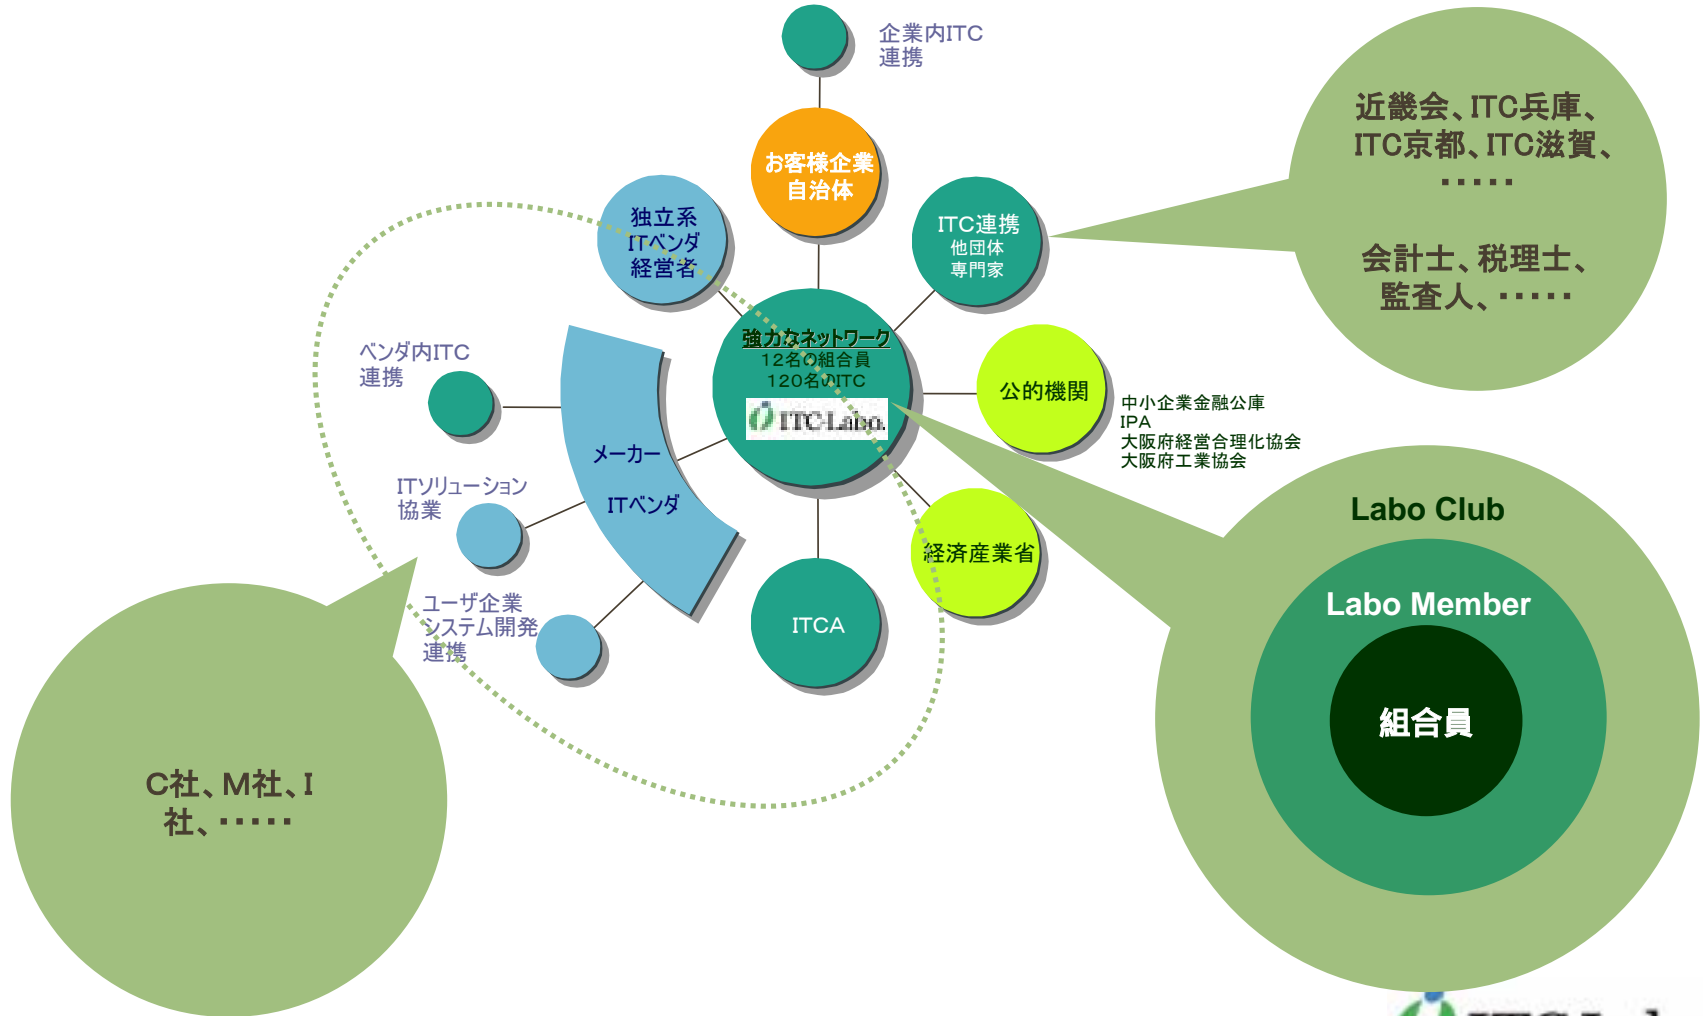 企業内ITC
連携
お客様企業
自治体
独立系
ITベンダ
経営者
ITC連携
他団体
専門家
近畿会、ITC兵庫、
ITC京都、ITC滋賀、
・・・・・
会計士、税理士、
監査人、・・・・・
強力なネットワーク
12名の組合員
120名のITC
ITC-Labo.
公的機関
中小企業金融公庫
IPA
大阪府経営合理化協会
大阪府工業協会
ベンダ内ITC
連携
メーカー
ITベンダ
ITソリューション
協業
ユーザ企業
システム開発
連携
経済産業省
ITCA
C社、M社、I
社、・・・・・
Labo Club
Labo Member
組合員